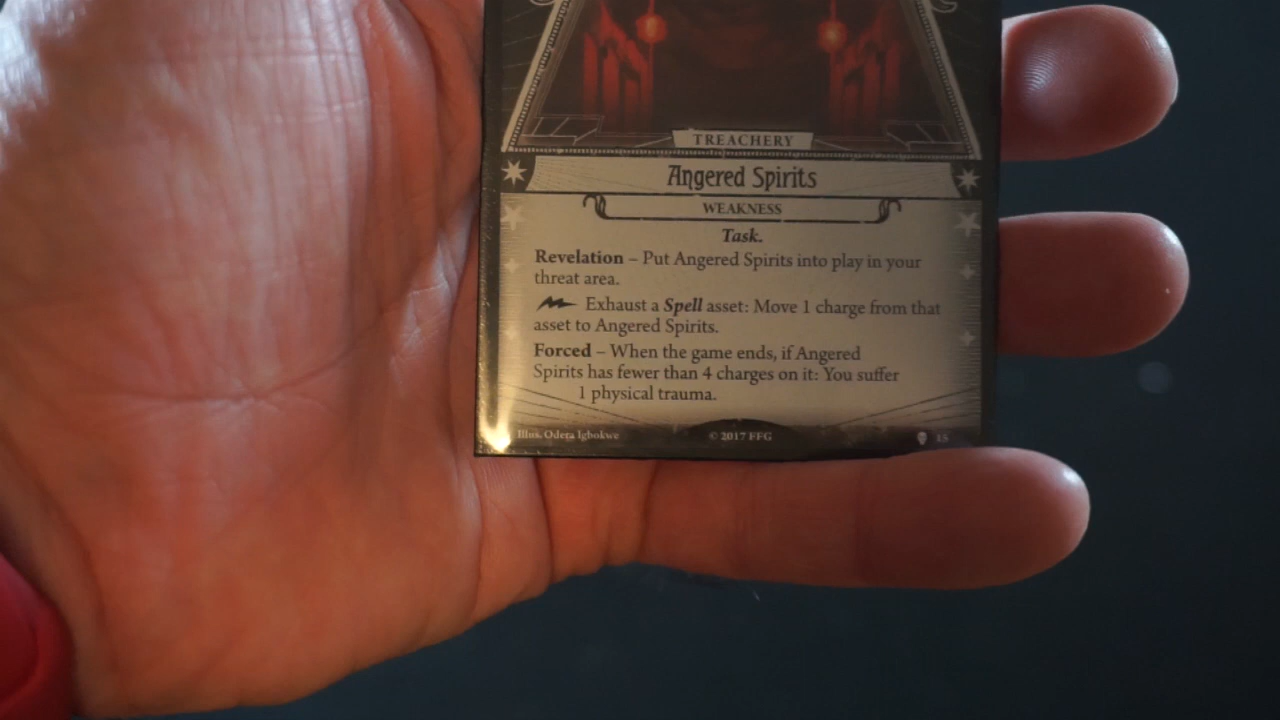 TREACHERY
Angered Spirits
WEAKNESS
Task.
Revelation – Put Angered Spirits into play in your
threat area.
Exhaust a Spell asset: Move 1 charge from that
asset to Angered Spirits.
Forced – When the game ends, if Angered
Spirits has fewer than 4 charges on it: You suffer
1 physical trauma.
Illus. Odera Igbokwe
© 2017 FFG
15